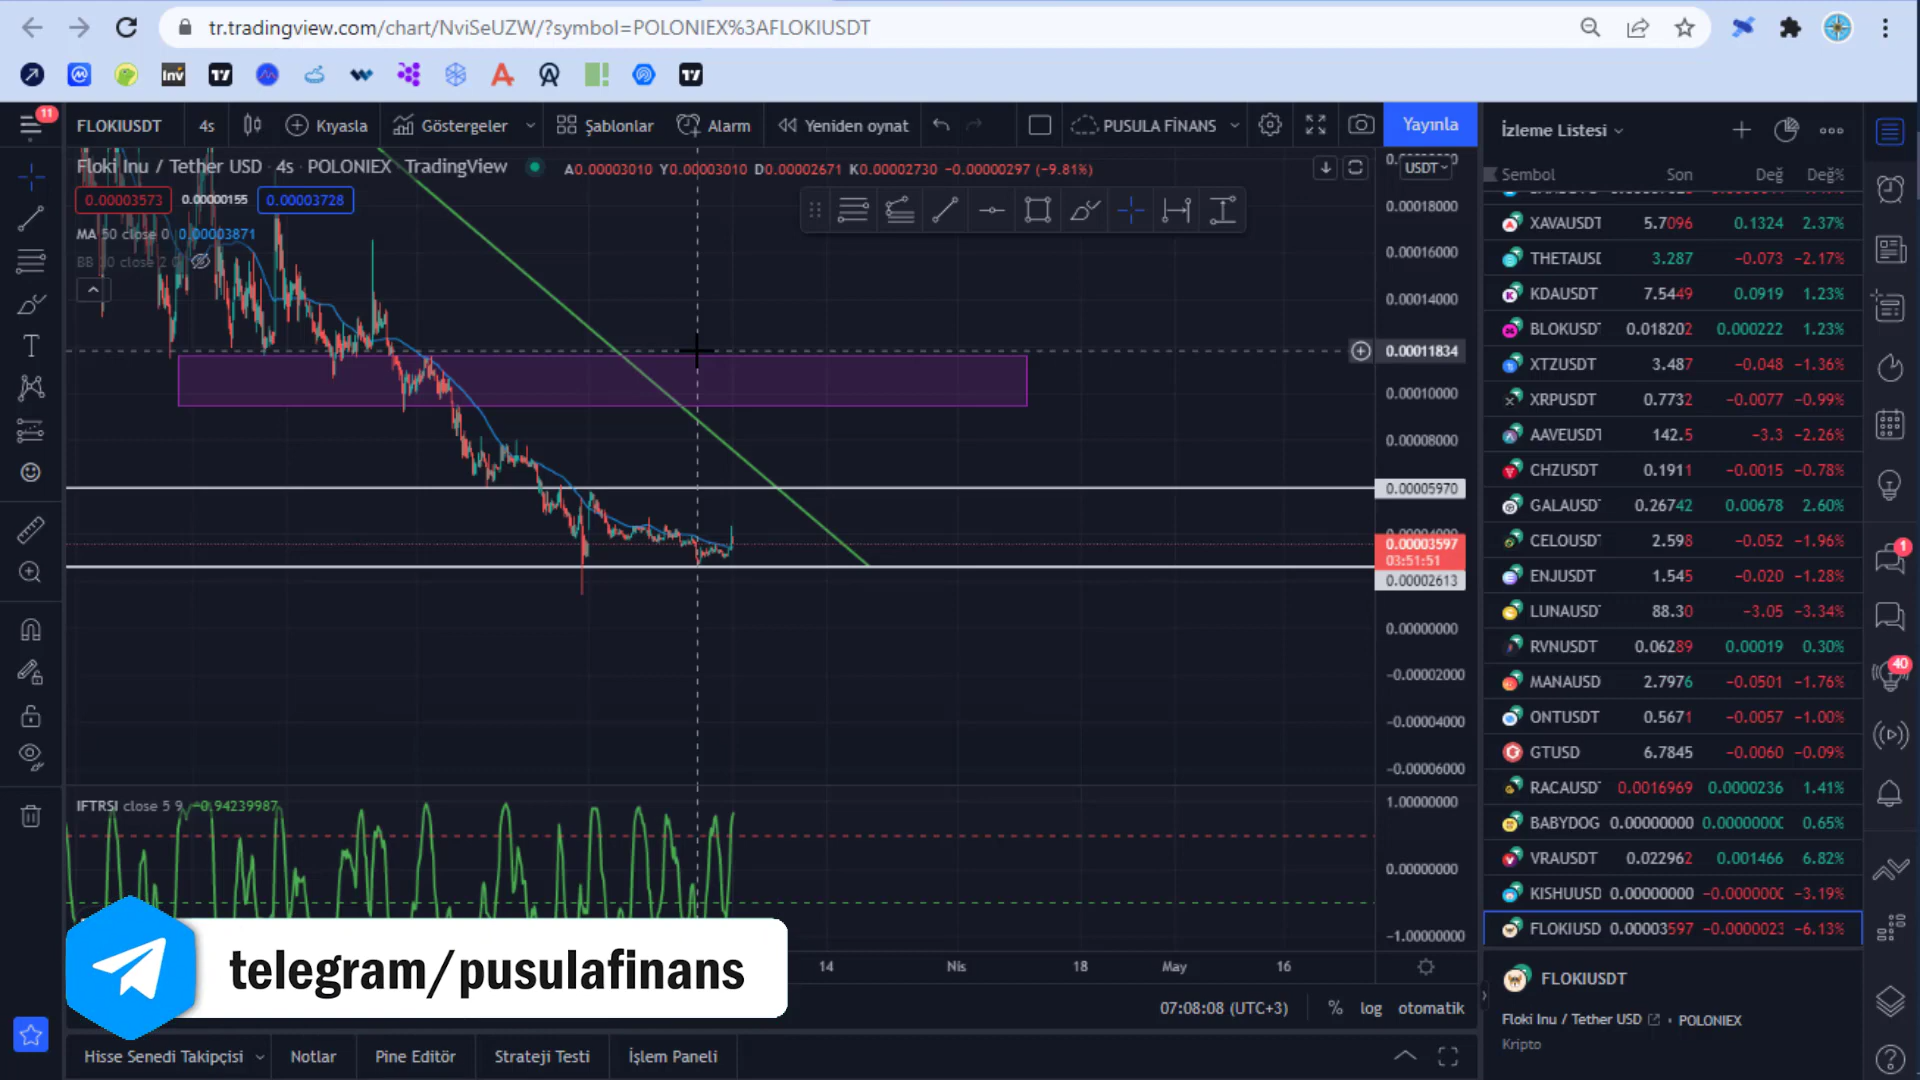 tr.tradingview.com/chart/NviSeUZW/?symbol=POLONIEX%3AFLOKIUSDT
11
FLOKIUSDT
4s
Kıyasla
Göstergeler
Şablonlar
Alarm
Yeniden oynat
PUSULA FİNANS
Yayınla
Floki Inu / Tether USD · 4s · POLONIEX TradingView
A0.00003010 Y0.00003010 D0.00002671 K0.00002730 −0.00000297 (−9.81%)
0.00003573
0.00000155
0.00003728
MA 50 close 0 0.00003871
USDT
0.00018000
0.00016000
0.00014000
0.00011834
0.00010000
0.00008000
0.00005970
0.00003597
03:51:51
0.00002613
0.00000000
−0.00002000
−0.00004000
−0.00006000
IFTRSI close 5 9 −0.94239987
1.00000000
0.00000000
−1.00000000
14
Nis
18
May
16
07:08:08 (UTC+3)
%
log
otomatik
telegram/pusulafinans
Hisse Senedi Takipçisi
Notlar
Pine Editör
Strateji Testi
İşlem Paneli
İzleme Listesi
Sembol Son Değ Değ%
XAVAUSDT 5.7096 0.1324 2.37%
THETAUSD 3.287 −0.073 −2.17%
KDAUSDT 7.5449 0.0919 1.23%
BLOKUSDT 0.018202 0.000222 1.23%
XTZUSDT 3.487 −0.048 −1.36%
XRPUSDT 0.7732 −0.0077 −0.99%
AAVEUSDT 142.5 −3.3 −2.26%
CHZUSDT 0.1911 −0.0015 −0.78%
GALAUSDT 0.26742 0.00678 2.60%
CELOUSDT 2.598 −0.052 −1.96%
ENJUSDT 1.545 −0.020 −1.28%
LUNAUSDT 88.30 −3.05 −3.34%
RVNUSDT 0.06289 0.00019 0.30%
MANAUSD 2.7976 −0.0501 −1.76%
ONTUSDT 0.5671 −0.0057 −1.00%
GTUSD 6.7845 −0.0060 −0.09%
RACAUSDT 0.0016969 0.0000236 1.41%
BABYDOG 0.00000000 0.0000000 0.65%
VRAUSDT 0.022962 0.001466 6.82%
KISHUUSD 0.00000000 −0.0000000 −3.19%
FLOKIUSD 0.00003597 −0.0000023 −6.13%
FLOKIUSDT
Floki Inu / Tether USD • POLONIEX
Kripto
1
40